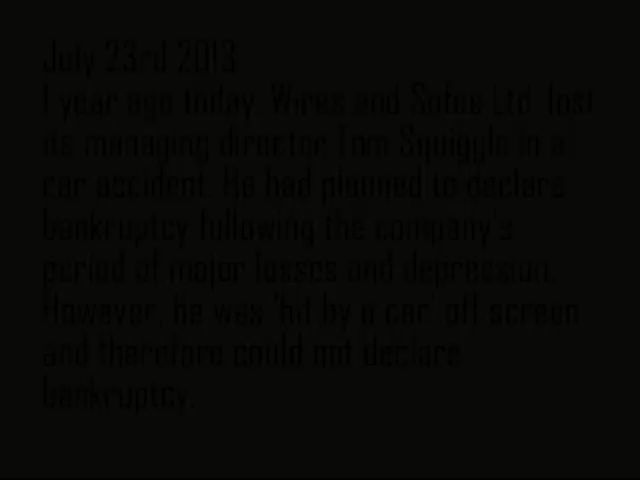 July 23rd 2013
1 year ago today, Wires and Sofas Ltd. lost
its managing director Tom Squiggle in a
car accident. He had planned to declare
bankruptcy following the company's
period of major losses and depression.
However, he was 'hit by a car' off screen
and therefore could not declare
bankruptcy.